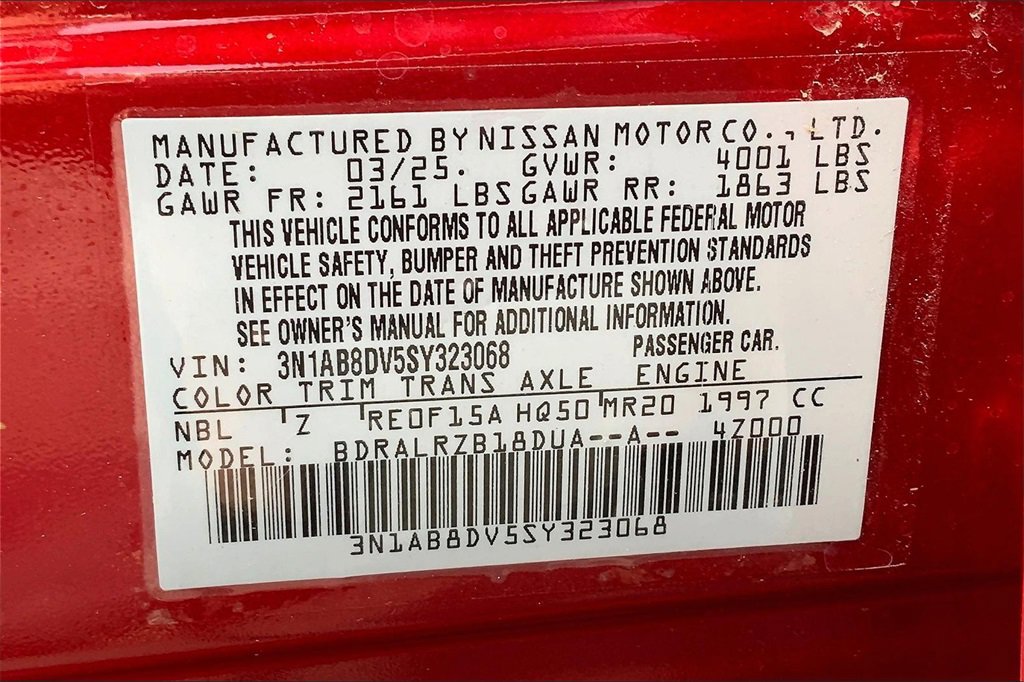 MANUFACTURED BY NISSAN MOTOR CO., LTD.
DATE: 03/25. GVWR: 4001 LBS
GAWR FR: 2161 LBS GAWR RR: 1863 LBS
THIS VEHICLE CONFORMS TO ALL APPLICABLE FEDERAL MOTOR
VEHICLE SAFETY, BUMPER AND THEFT PREVENTION STANDARDS
IN EFFECT ON THE DATE OF MANUFACTURE SHOWN ABOVE.
SEE OWNER'S MANUAL FOR ADDITIONAL INFORMATION.
VIN: 3N1AB8DV5SY323068 PASSENGER CAR.
COLOR TRIM TRANS AXLE ENGINE
NBL Z RE0F15A HQ50 MR20 1997 CC
MODEL: BDRALRZB18DUA--A-- 4Z000
3N1AB8DV5SY323068